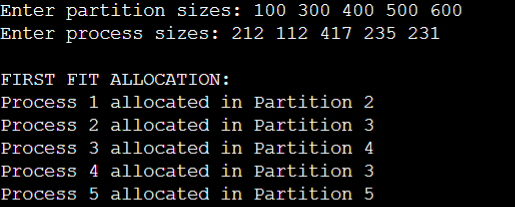 Enter partition sizes: 100 300 400 500 600
Enter process sizes: 212 112 417 235 231
FIRST FIT ALLOCATION:
Process 1 allocated in Partition 2
Process 2 allocated in Partition 3
Process 3 allocated in Partition 4
Process 4 allocated in Partition 3
Process 5 allocated in Partition 5